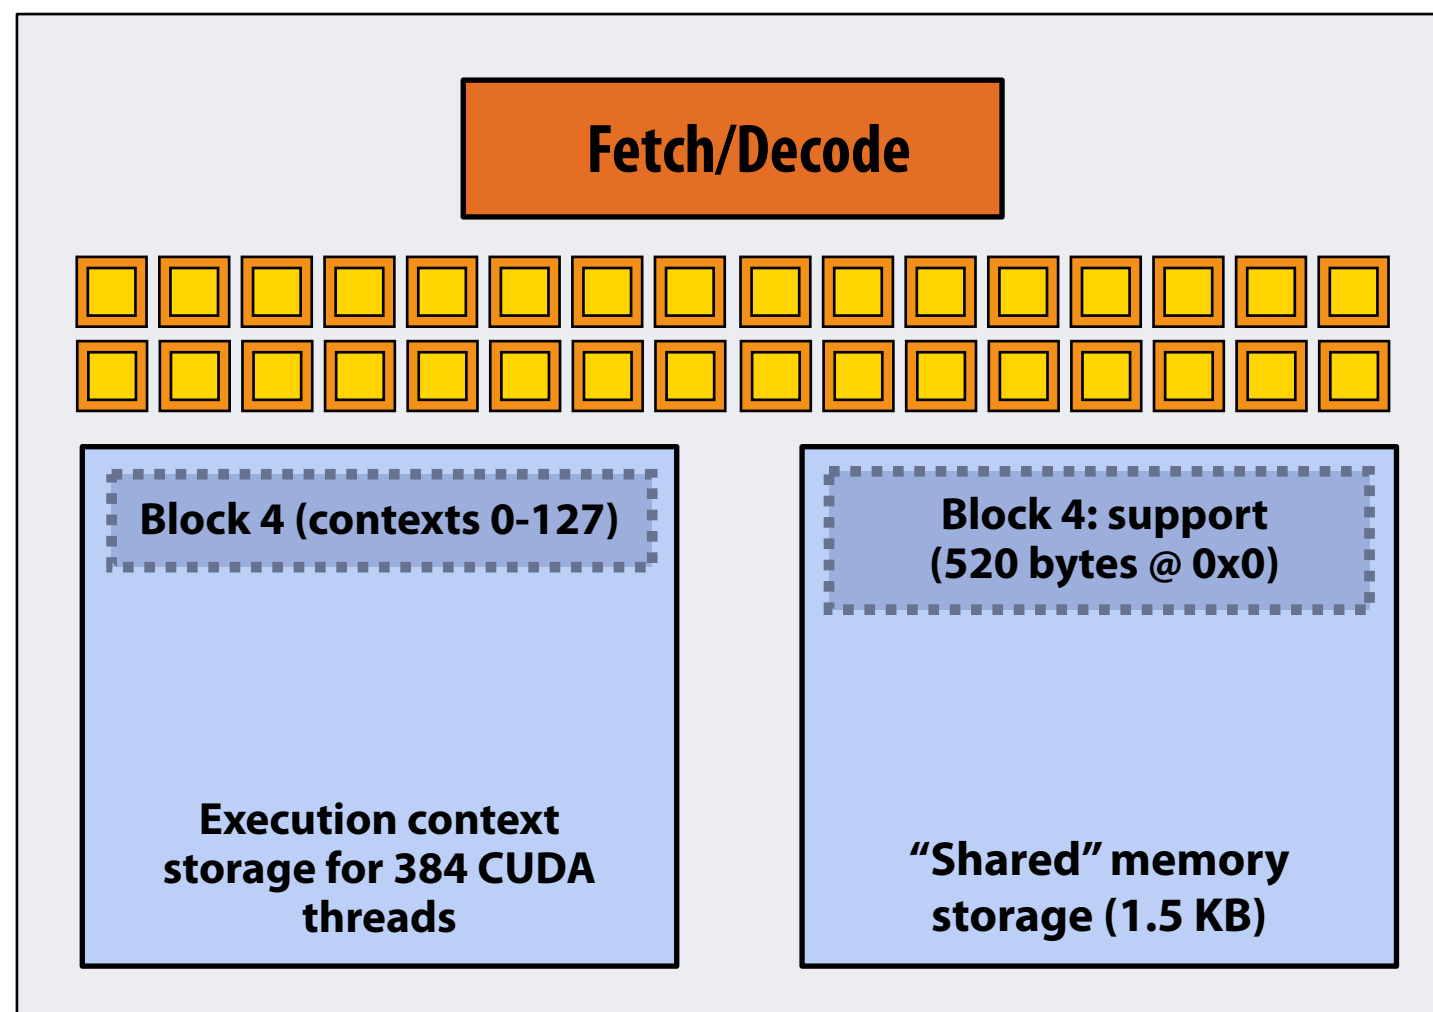 Fetch/Decode
Block 4 (contexts 0-127)
Block 4: support
(520 bytes @ 0x0)
Execution context
storage for 384 CUDA
threads
“Shared” memory
storage (1.5 KB)